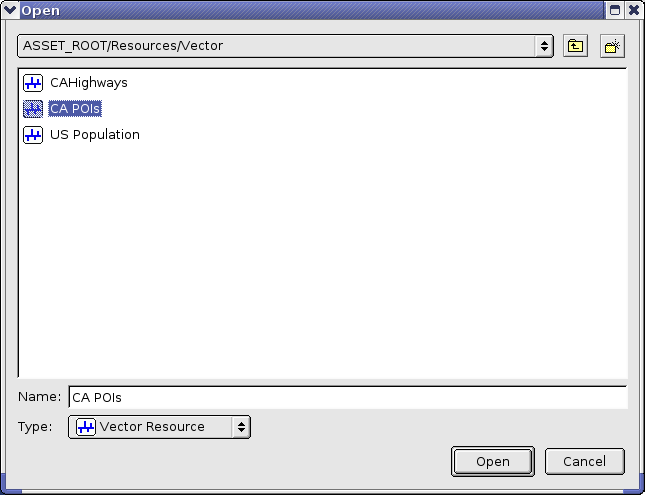 Open
ASSET_ROOT/Resources/Vector
CAHighways
CA POIs
US Population
Name: CA POIs
Type: Vector Resource
Open Cancel